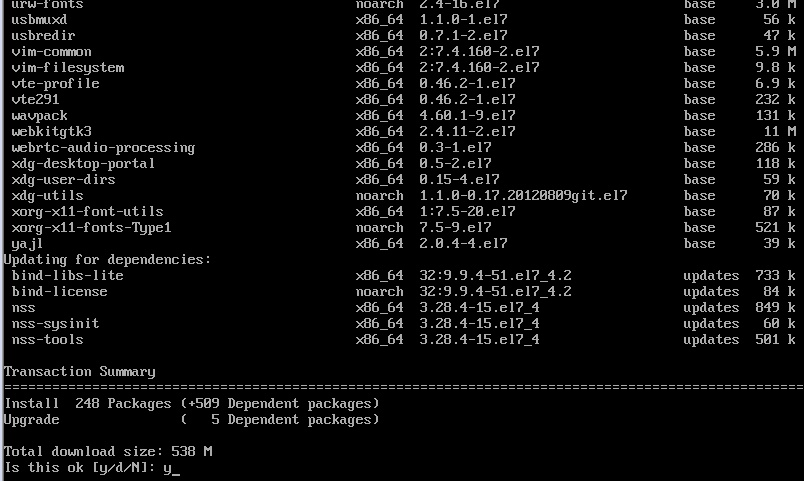 urw-fonts noarch 2.4-16.el7 base 3.0 M
usbmuxd x86_64 1.1.0-1.el7 base 56 k
usbredir x86_64 0.7.1-2.el7 base 47 k
vim-common x86_64 2:7.4.160-2.el7 base 5.9 M
vim-filesystem x86_64 2:7.4.160-2.el7 base 9.8 k
vte-profile x86_64 0.46.2-1.el7 base 6.9 k
vte291 x86_64 0.46.2-1.el7 base 232 k
wavpack x86_64 4.60.1-9.el7 base 131 k
webkitgtk3 x86_64 2.4.11-2.el7 base 11 M
webrtc-audio-processing x86_64 0.3-1.el7 base 286 k
xdg-desktop-portal x86_64 0.5-2.el7 base 118 k
xdg-user-dirs x86_64 0.15-4.el7 base 59 k
xdg-utils noarch 1.1.0-0.17.20120809git.el7 base 70 k
xorg-x11-font-utils x86_64 1:7.5-20.el7 base 87 k
xorg-x11-fonts-Type1 noarch 7.5-9.el7 base 521 k
yajl x86_64 2.0.4-4.el7 base 39 k
Updating for dependencies:
bind-libs-lite x86_64 32:9.9.4-51.el7_4.2 updates 733 k
bind-license noarch 32:9.9.4-51.el7_4.2 updates 84 k
nss x86_64 3.28.4-15.el7_4 updates 849 k
nss-sysinit x86_64 3.28.4-15.el7_4 updates 60 k
nss-tools x86_64 3.28.4-15.el7_4 updates 501 k
Transaction Summary
====================================================================================================
Install 248 Packages (+509 Dependent packages)
Upgrade ( 5 Dependent packages)
Total download size: 538 M
Is this ok [y/d/N]: y_